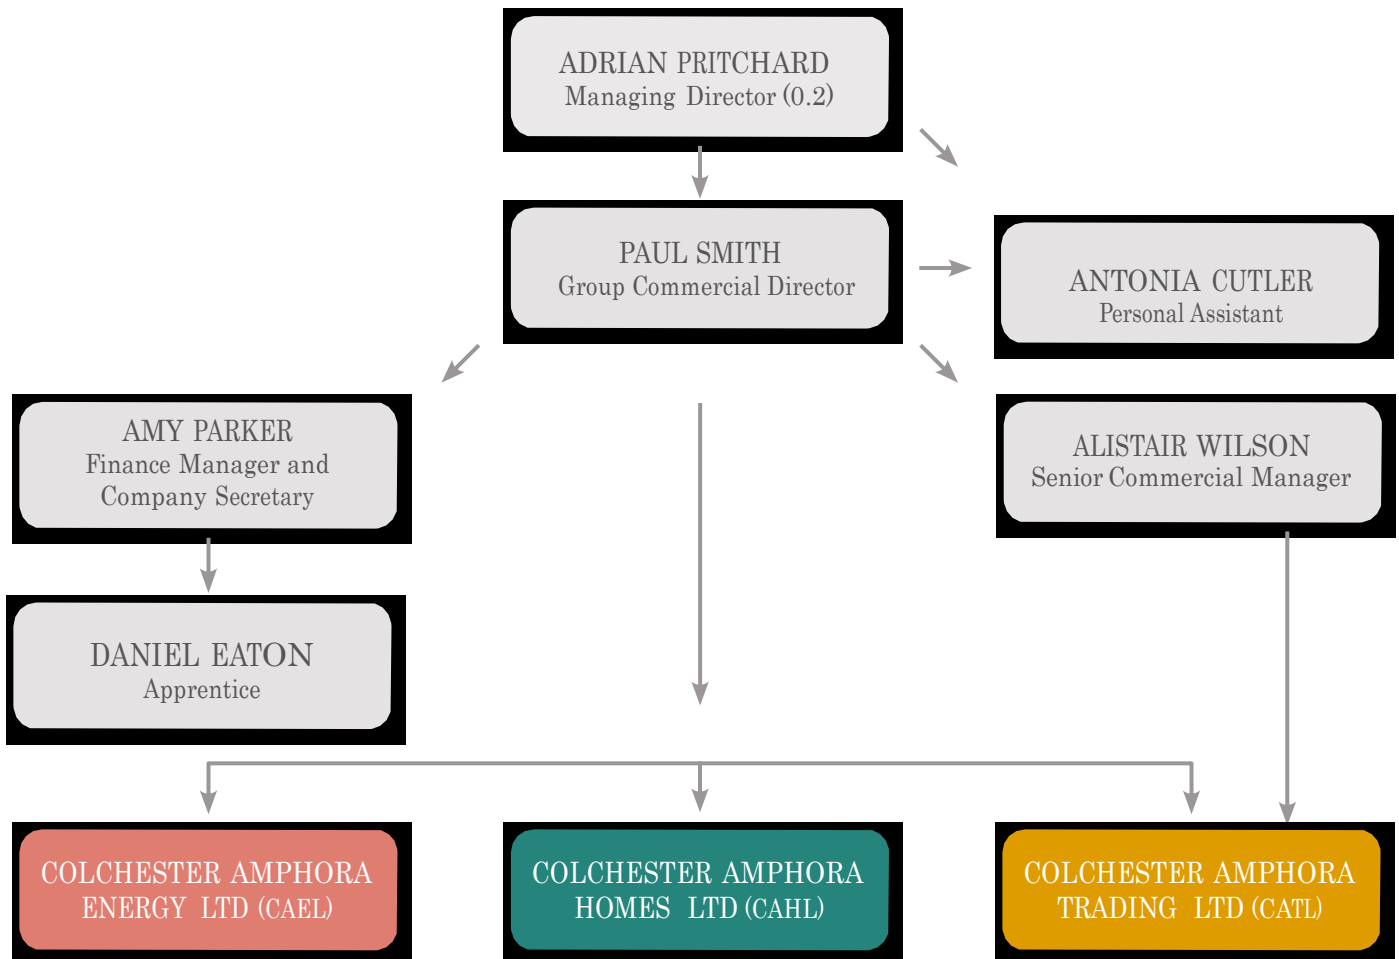 ADRIAN PRITCHARD
Managing Director (0.2)
PAUL SMITH
Group Commercial Director
ANTONIA CUTLER
Personal Assistant
AMY PARKER
Finance Manager and
Company Secretary
ALISTAIR WILSON
Senior Commercial Manager
DANIEL EATON
Apprentice
COLCHESTER AMPHORA
ENERGY LTD (CAEL)
COLCHESTER AMPHORA
HOMES LTD (CAHL)
COLCHESTER AMPHORA
TRADING LTD (CATL)